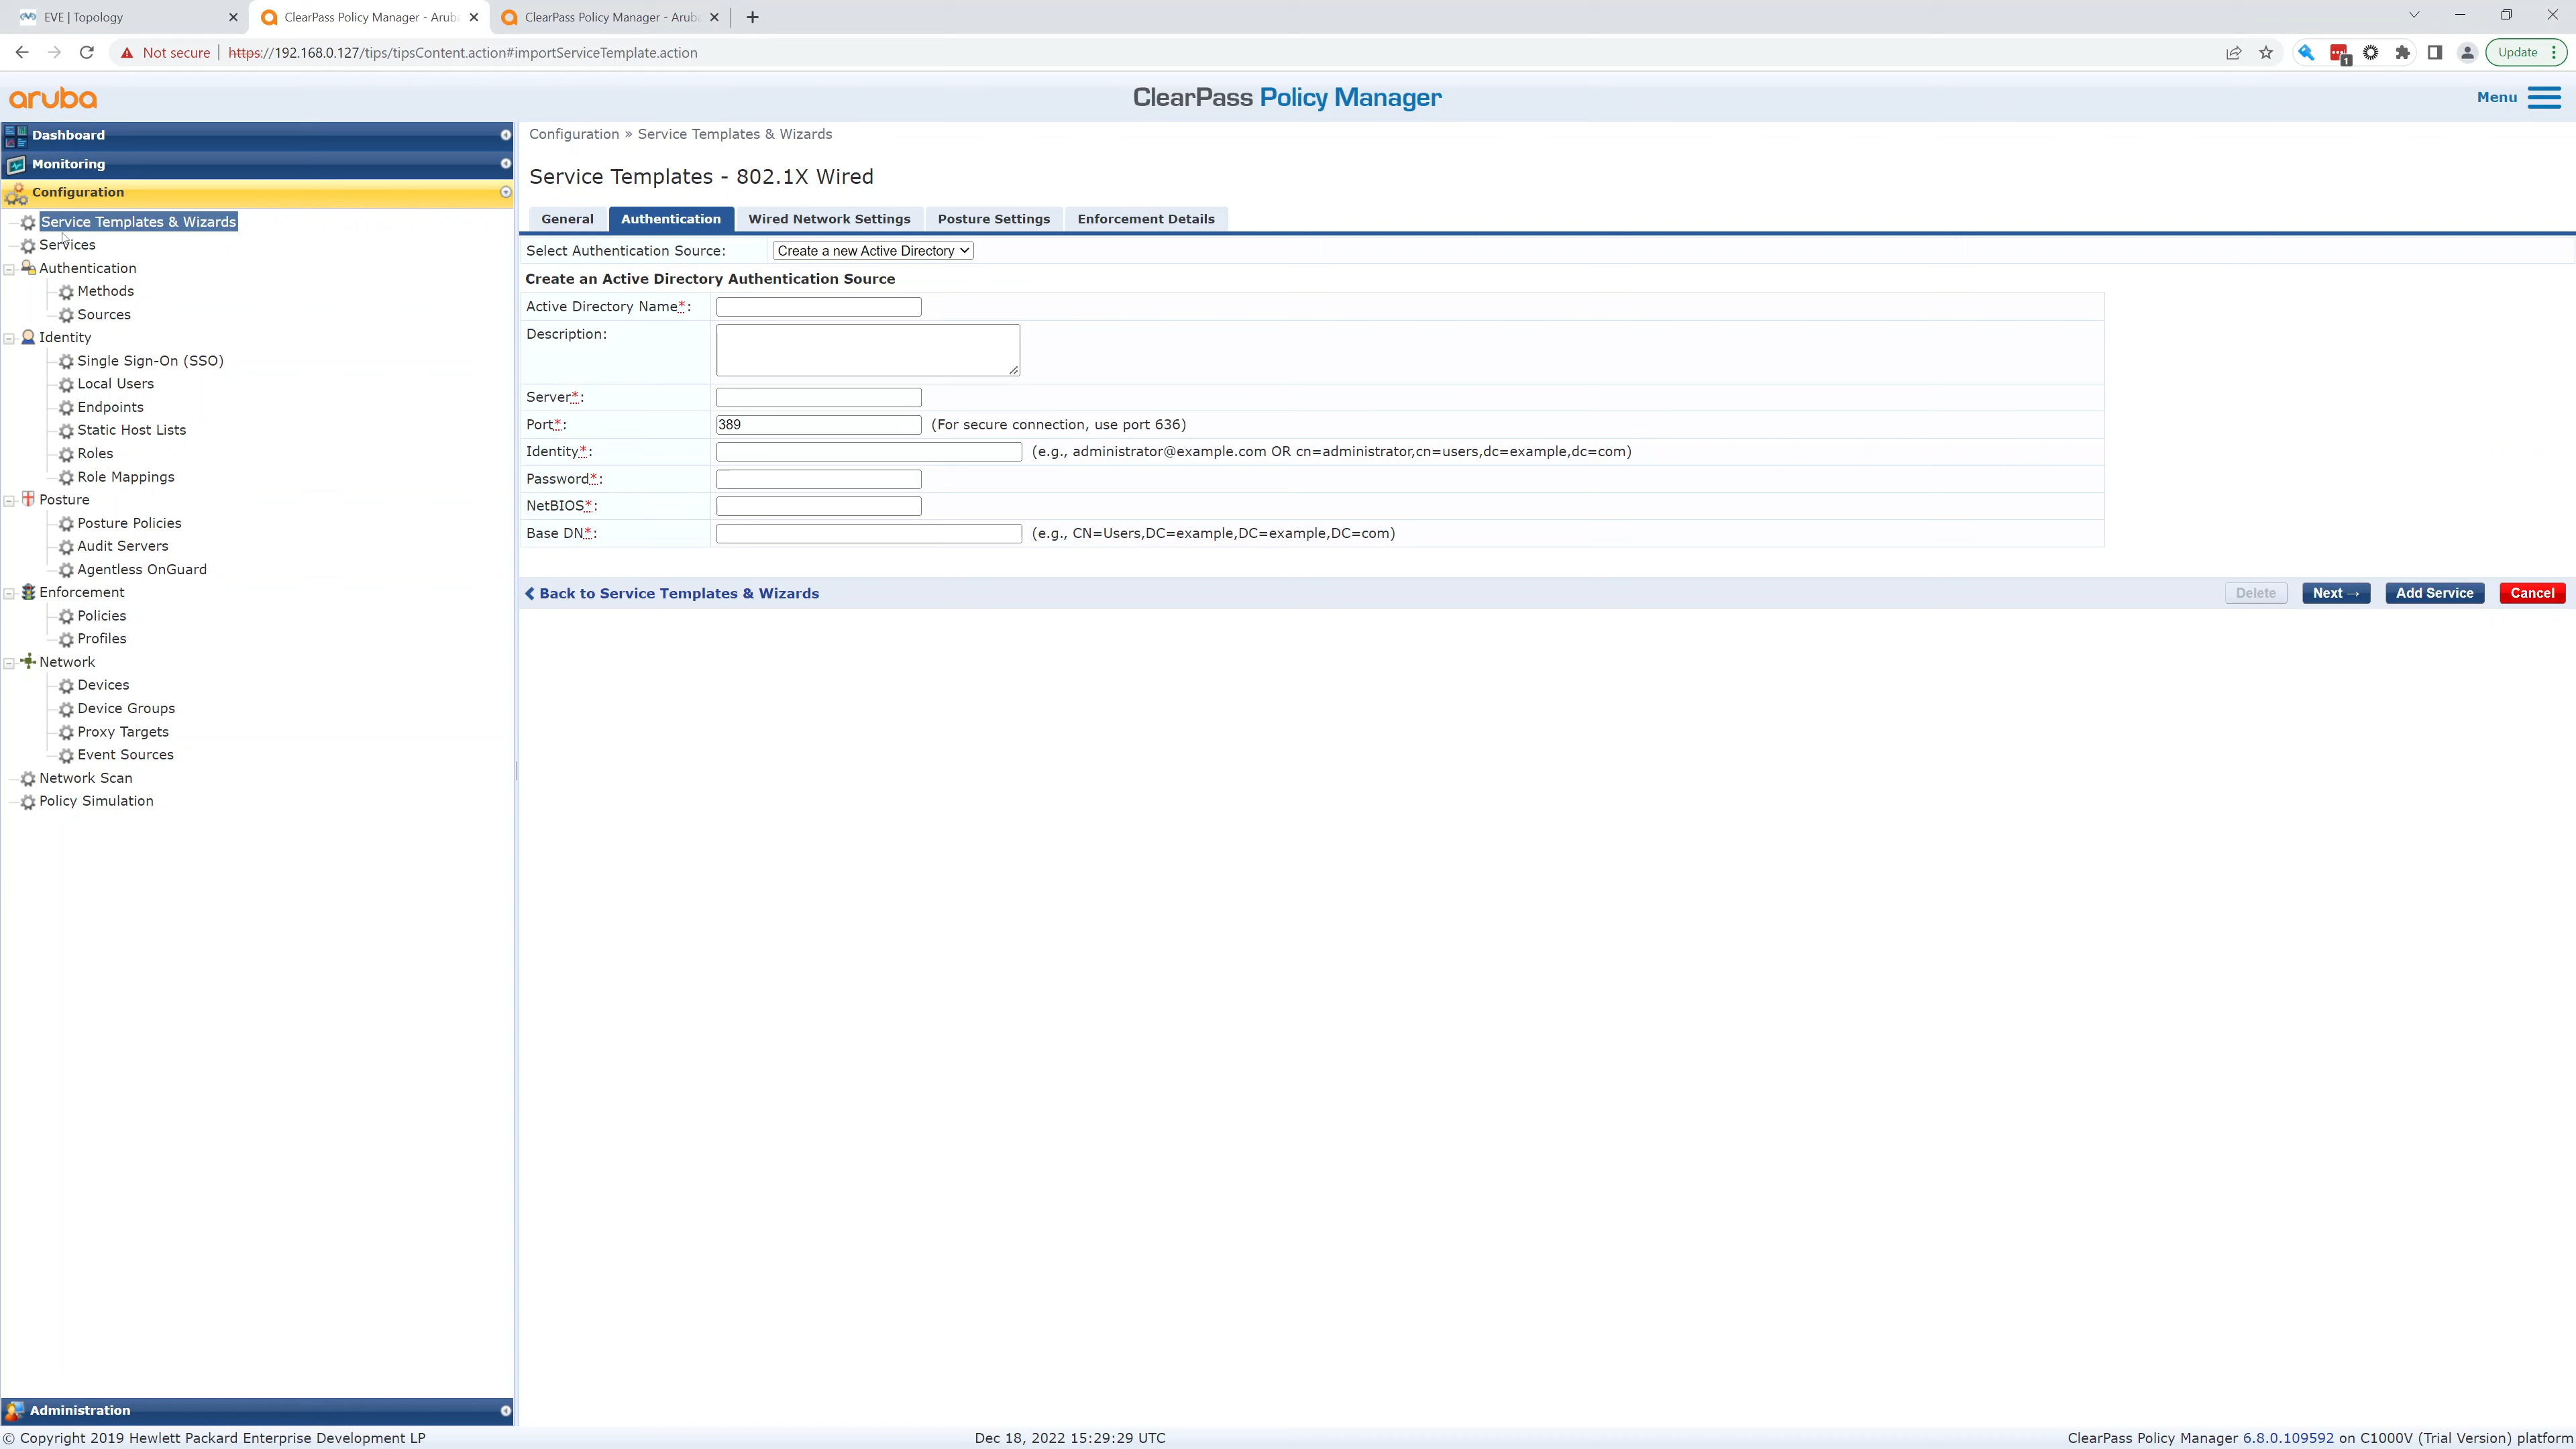 EVE | Topology
ClearPass Policy Manager - Arub
ClearPass Policy Manager - Arub
Not secure
https://192.168.0.127/tips/tipsContent.action#importServiceTemplate.action
1
Update
aruba
ClearPass Policy Manager
Menu
Dashboard
Monitoring
Configuration
Service Templates & Wizards
Services
Authentication
Methods
Sources
Identity
Single Sign-On (SSO)
Local Users
Endpoints
Static Host Lists
Roles
Role Mappings
Posture
Posture Policies
Audit Servers
Agentless OnGuard
Enforcement
Policies
Profiles
Network
Devices
Device Groups
Proxy Targets
Event Sources
Network Scan
Policy Simulation
Administration
Configuration » Service Templates & Wizards
Service Templates - 802.1X Wired
General
Authentication
Wired Network Settings
Posture Settings
Enforcement Details
Select Authentication Source:
Create a new Active Directory
Create an Active Directory Authentication Source
Active Directory Name*:
Description:
Server*:
Port*: 389 (For secure connection, use port 636)
Identity*: (e.g., administrator@example.com OR cn=administrator,cn=users,dc=example,dc=com)
Password*:
NetBIOS*:
Base DN*: (e.g., CN=Users,DC=example,DC=example,DC=com)
Back to Service Templates & Wizards
Delete
Next →
Add Service
Cancel
© Copyright 2019 Hewlett Packard Enterprise Development LP
Dec 18, 2022 15:29:29 UTC
ClearPass Policy Manager 6.8.0.109592 on C1000V (Trial Version) platform